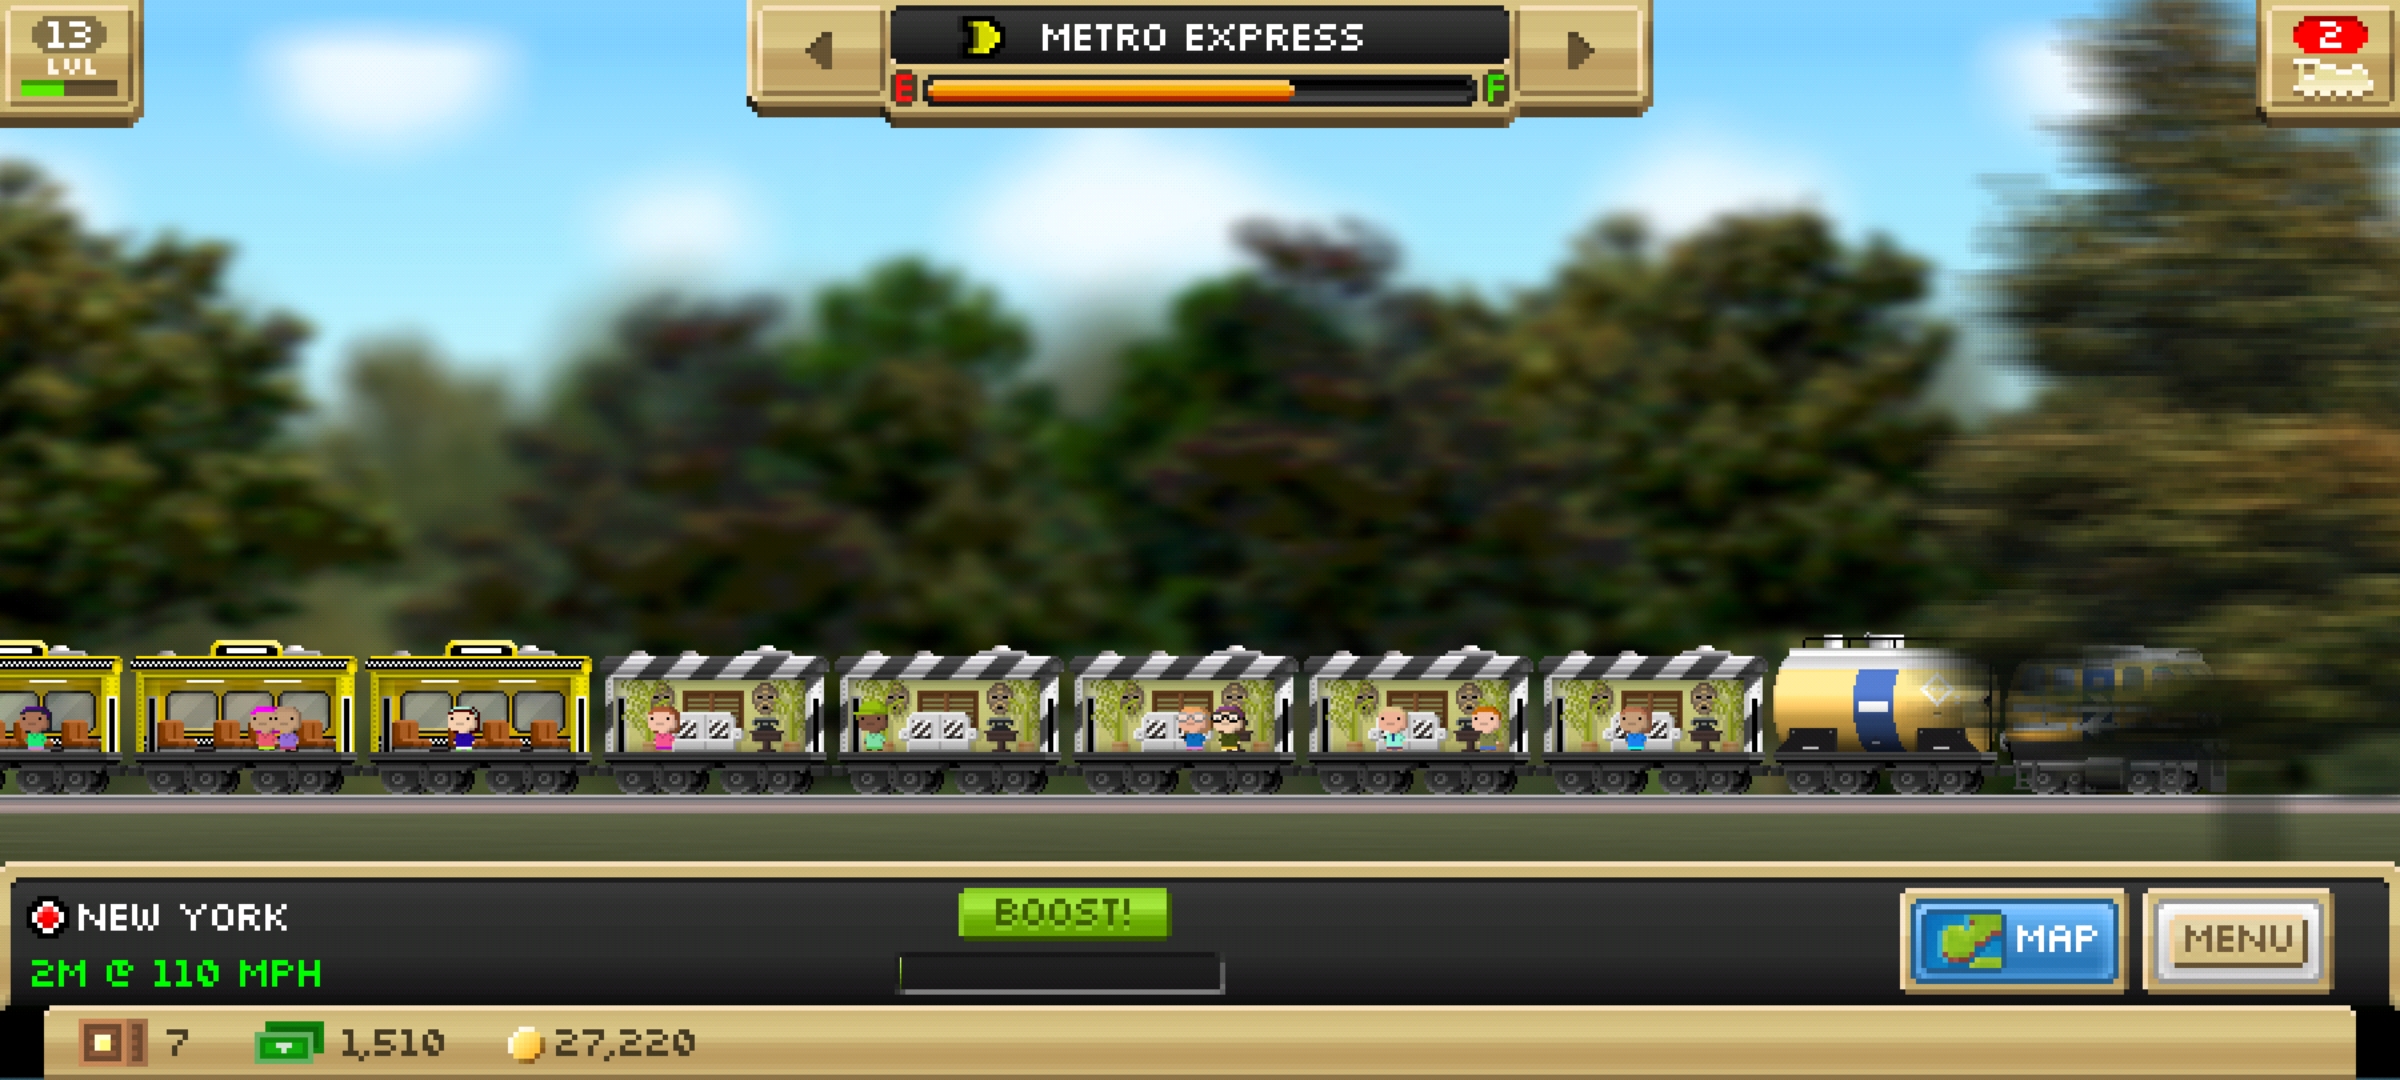 13
LVL
METRO EXPRESS
E F
2
NEW YORK
2M @ 110 MPH
BOOST!
MAP
MENU
7
1,510
27,220